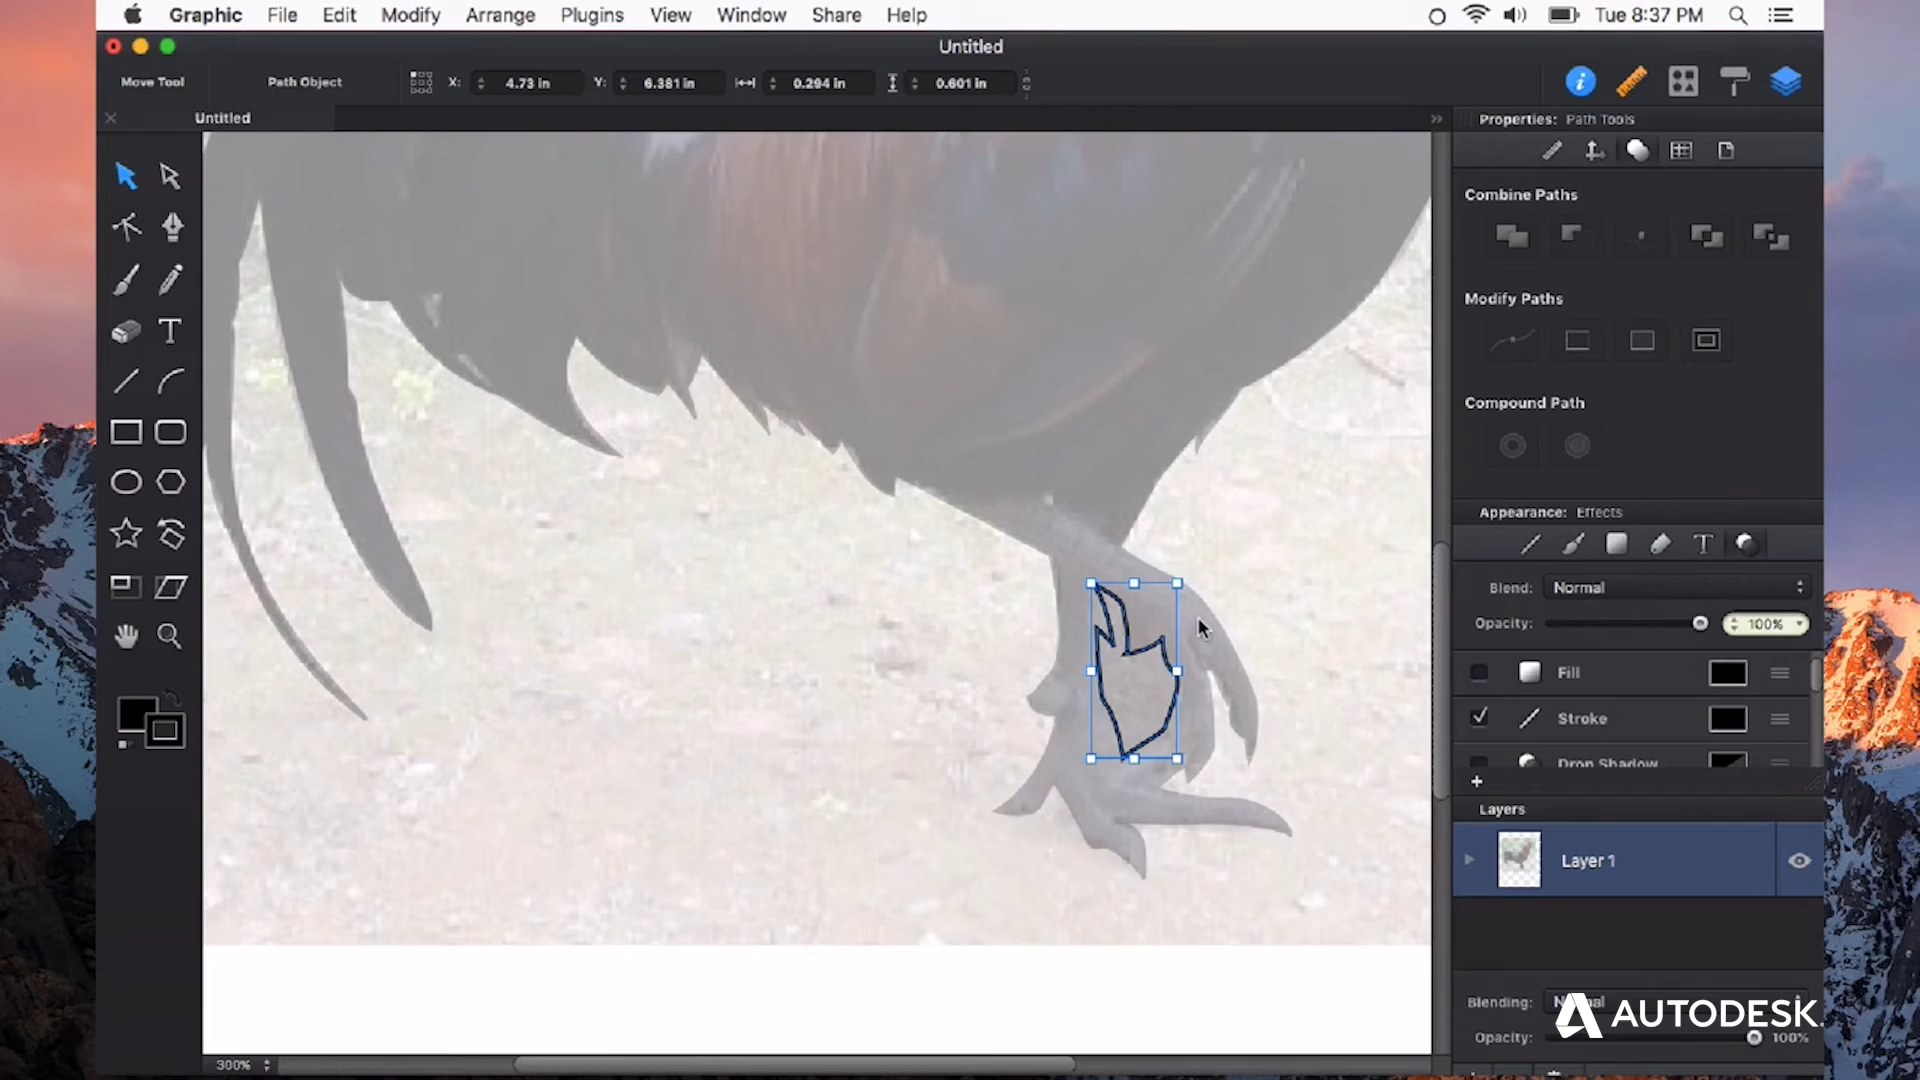 Graphic File Edit Modify Arrange Plugins View Window Share Help Tue 8:37 PM
Untitled
Move Tool Path Object X: 4.73 in Y: 6.381 in 0.294 in 0.601 in
Untitled
Properties: Path Tools
Combine Paths
Modify Paths
Compound Path
Appearance: Effects
Blend: Normal
Opacity: 100%
Fill
Stroke
Drop Shadow
Layers
Layer 1
Blending: Normal
AUTODESK.
Opacity: 100%
300%